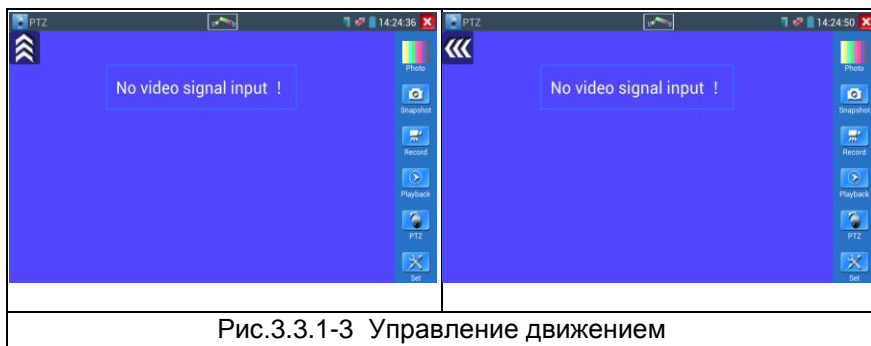 PTZ 14:24:36
No video signal input !
Photo
Snapshot
Record
Playback
PTZ
Set
PTZ 14:24:50
No video signal input !
Photo
Snapshot
Record
Playback
PTZ
Set
Рис.3.3.1-3 Управление движением